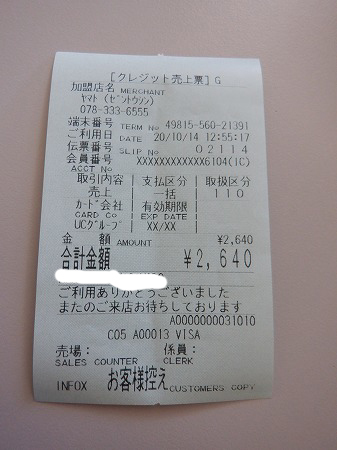 [クレジット売上票] G
加盟店名 MERCHANT
ヤマト(ゼントウシン)
078-333-6555
端末番号 TERM No 49815-560-21391
ご利用日 DATE 20/10/14 12:55:17
伝票番号 SLIP No 02114
会員番号 XXXXXXXXXXXX6104(IC)
ACCT No
取引内容 支払区分 取扱区分
売上 一括 110
カード会社 有効期限
CARD CO EXP DATE
UCグループ XX/XX
金額 AMOUNT ¥2,640
合計金額 ¥2,640
ご利用ありがとうございました
またのご来店お待ちしております
A0000000031010
C05 A00013 VISA
売場: 係員:
SALES COUNTER CLERK
INFOX お客様控え CUSTOMERS COPY